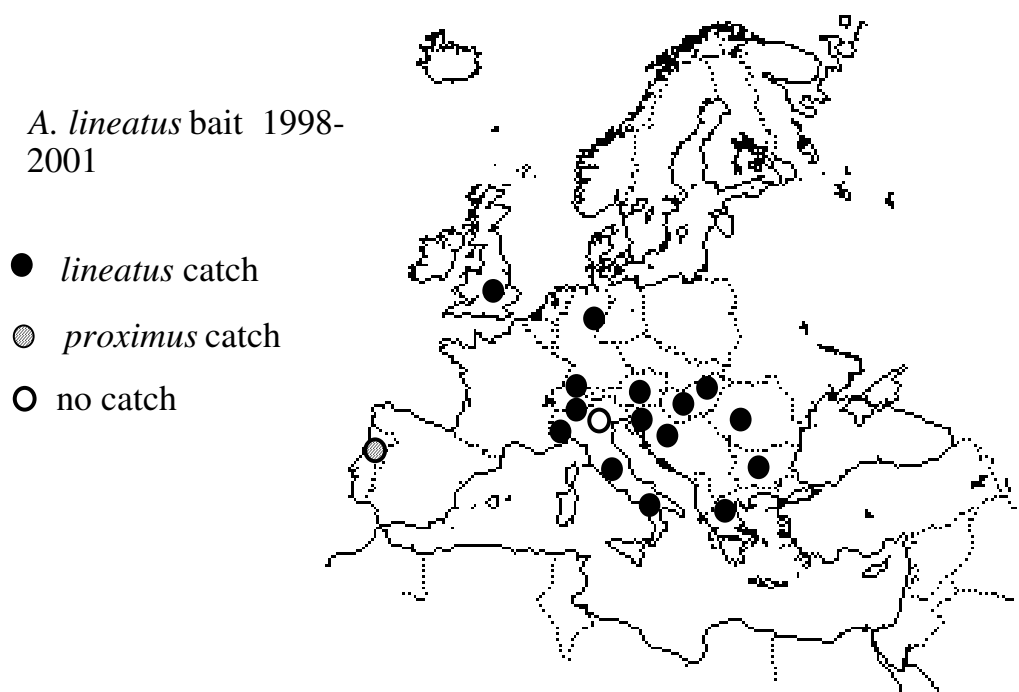 A. lineatus bait 1998-
2001
lineatus catch
proximus catch
no catch